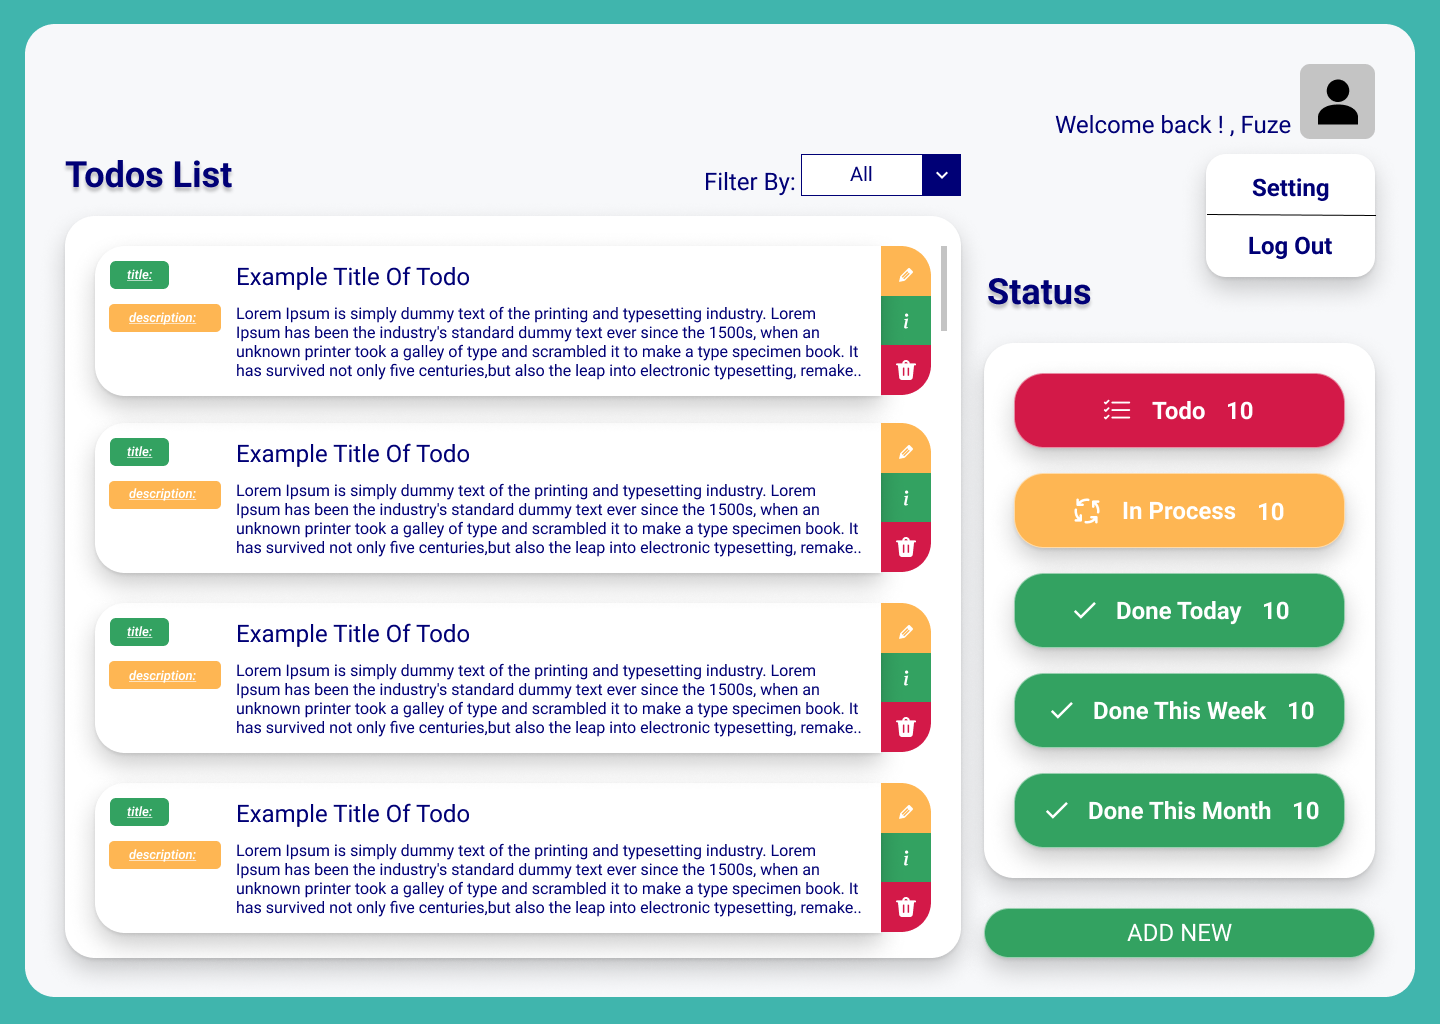 Welcome back ! , Fuze
Todos List
Filter By:
All
Setting
Log Out
title:
Example Title Of Todo
description:
Lorem Ipsum is simply dummy text of the printing and typesetting industry. Lorem
Ipsum has been the industry's standard dummy text ever since the 1500s, when an
unknown printer took a galley of type and scrambled it to make a type specimen book. It
has survived not only five centuries,but also the leap into electronic typesetting, remake..
i
title:
Example Title Of Todo
description:
Lorem Ipsum is simply dummy text of the printing and typesetting industry. Lorem
Ipsum has been the industry's standard dummy text ever since the 1500s, when an
unknown printer took a galley of type and scrambled it to make a type specimen book. It
has survived not only five centuries,but also the leap into electronic typesetting, remake..
i
title:
Example Title Of Todo
description:
Lorem Ipsum is simply dummy text of the printing and typesetting industry. Lorem
Ipsum has been the industry's standard dummy text ever since the 1500s, when an
unknown printer took a galley of type and scrambled it to make a type specimen book. It
has survived not only five centuries,but also the leap into electronic typesetting, remake..
i
title:
Example Title Of Todo
description:
Lorem Ipsum is simply dummy text of the printing and typesetting industry. Lorem
Ipsum has been the industry's standard dummy text ever since the 1500s, when an
unknown printer took a galley of type and scrambled it to make a type specimen book. It
has survived not only five centuries,but also the leap into electronic typesetting, remake..
i
Status
Todo 10
In Process 10
Done Today 10
Done This Week 10
Done This Month 10
ADD NEW